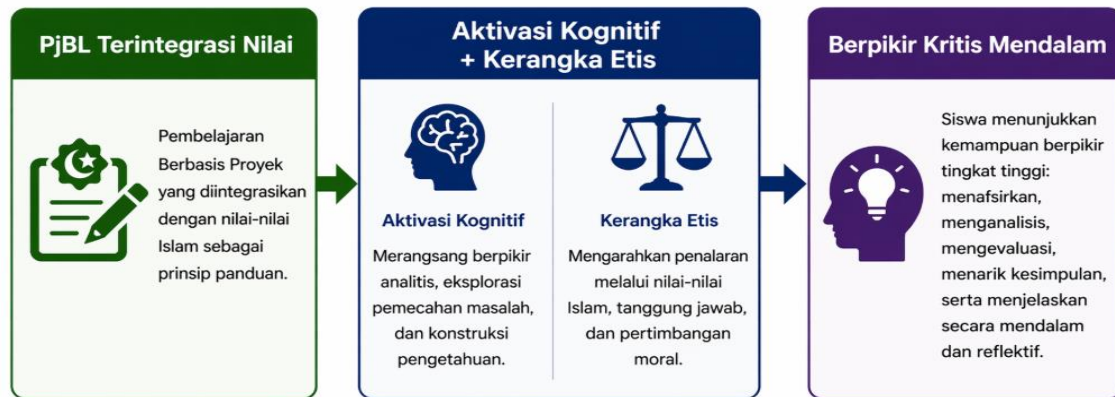 PjBL Terintegrasi Nilai
Pembelajaran
Berbasis Proyek
yang diintegrasikan
dengan nilai-nilai
Islam sebagai
prinsip panduan.
Aktivasi Kognitif
+ Kerangka Etis
Aktivasi Kognitif
Merangsang berpikir
analitis, eksplorasi
pemecahan masalah,
dan konstruksi
pengetahuan.
Kerangka Etis
Mengarahkan penalaran
melalui nilai-nilai
Islam, tanggung jawab,
dan pertimbangan
moral.
Berpikir Kritis Mendalam
Siswa menunjukkan
kemampuan berpikir
tingkat tinggi:
menafsirkan,
menganalisis,
mengevaluasi,
menarik kesimpulan,
serta menjelaskan
secara mendalam
dan reflektif.